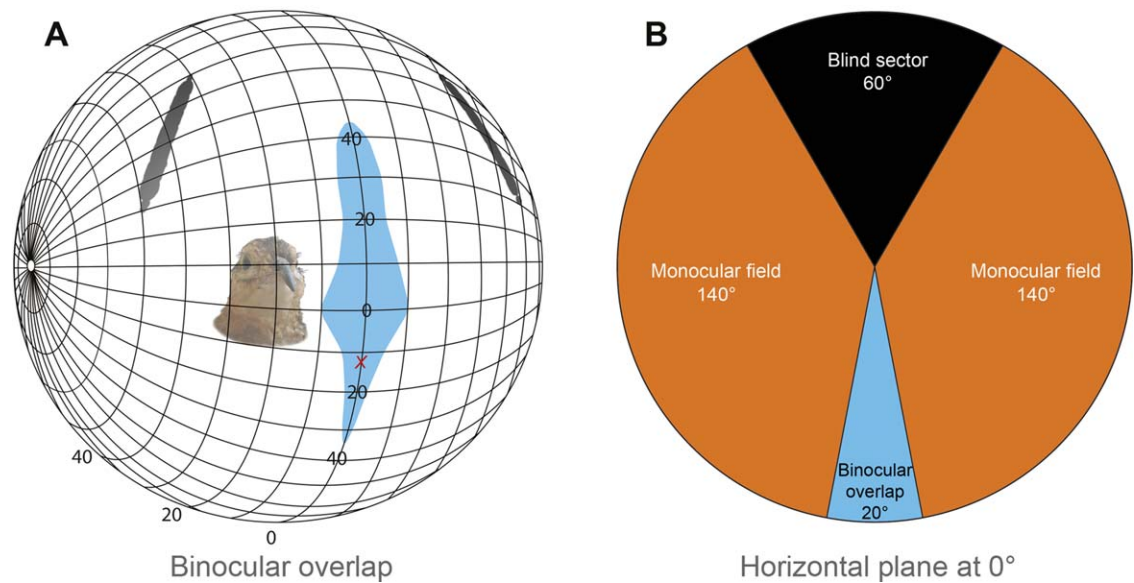 A
40
20
0
20
40
40
20
0
Binocular overlap
B
Blind sector
60°
Monocular field
140°
Monocular field
140°
Binocular
overlap
20°
Horizontal plane at 0°